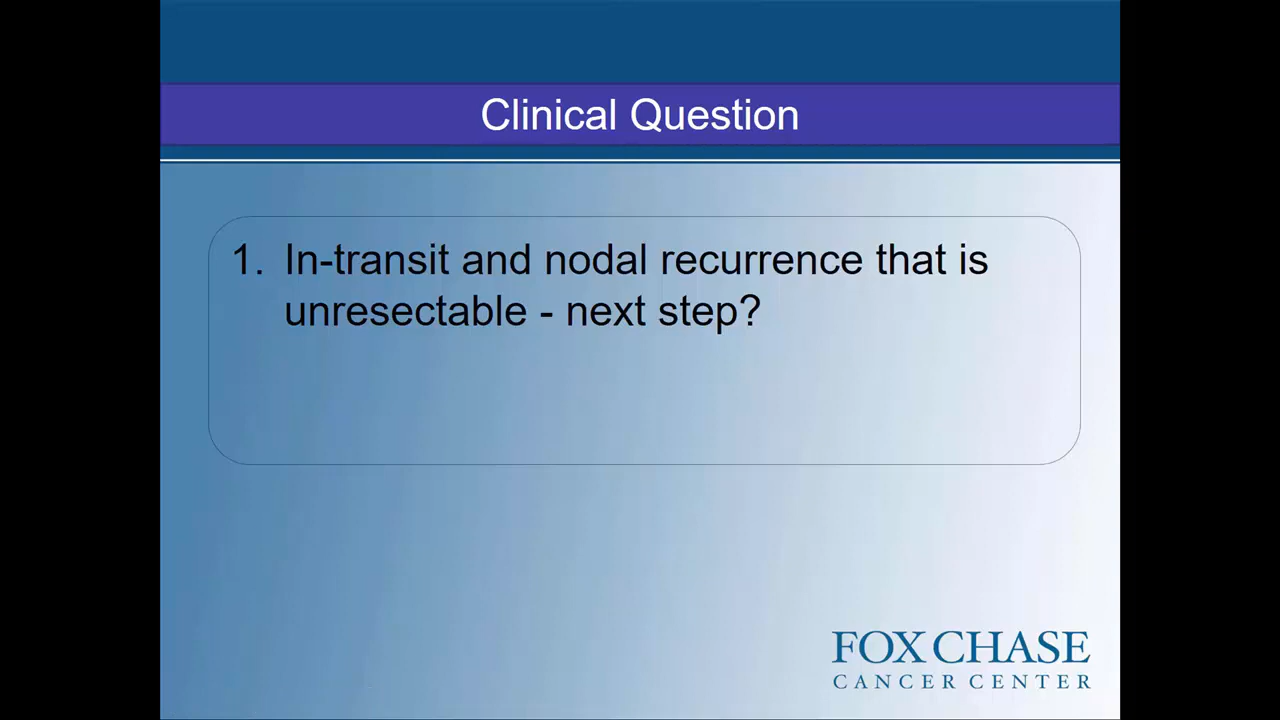 Clinical Question
1. In-transit and nodal recurrence that is
unresectable - next step?
FOX CHASE
CANCER CENTER